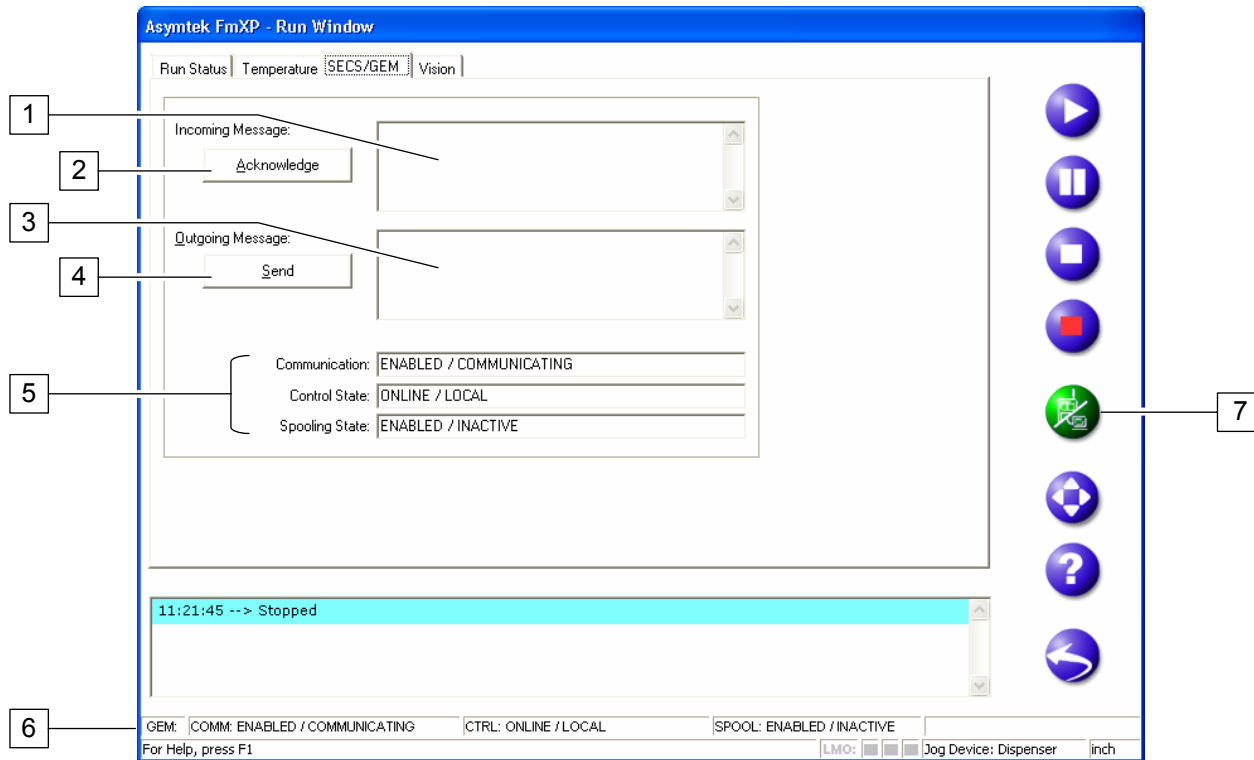 Asymtek FmXP - Run Window
Run Status Temperature SECS/GEM Vision
1
Incoming Message:
2
Acknowledge
3
Outgoing Message:
4
Send
5
Communication: ENABLED / COMMUNICATING
Control State: ONLINE / LOCAL
Spooling State: ENABLED / INACTIVE
7
11:21:45 --> Stopped
6
GEM: COMM: ENABLED / COMMUNICATING CTRL: ONLINE / LOCAL SPOOL: ENABLED / INACTIVE
For Help, press F1 LMO: Jog Device: Dispenser inch